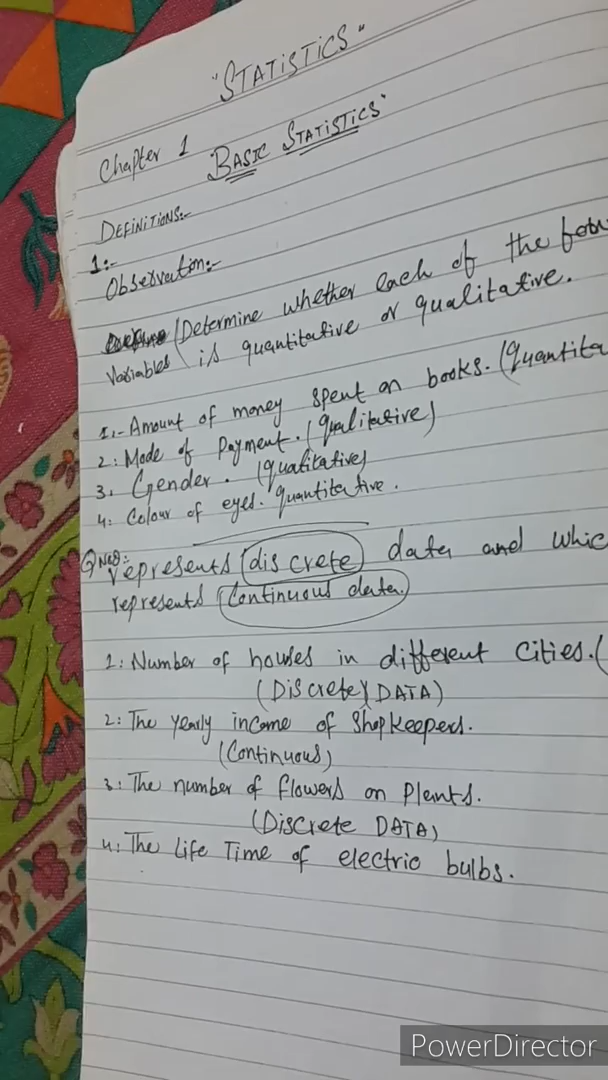 "STATISTICS"
Chapter 1 BASIC STATISTICS"
DEFINITIONS:-
1:-
Observation:-
(Determine whether each of the
Variables is quantitative or qualitative.
1:- Amount of money spent on books. (Quantita
2: Mode of Payment. (qualitative)
3. Gender. (qualitative)
4: Colour of eyes. quantitative.
represents discrete data and whic
represents Continuous data.
1: Number of houses in different Cities. (
(Discrete)(DATA)
2: The yearly income of Shopkeepers.
(Continuous)
3: The number of flowers on Plants.
(Discrete DATA)
4: The Life Time of electric bulbs.
PowerDirector